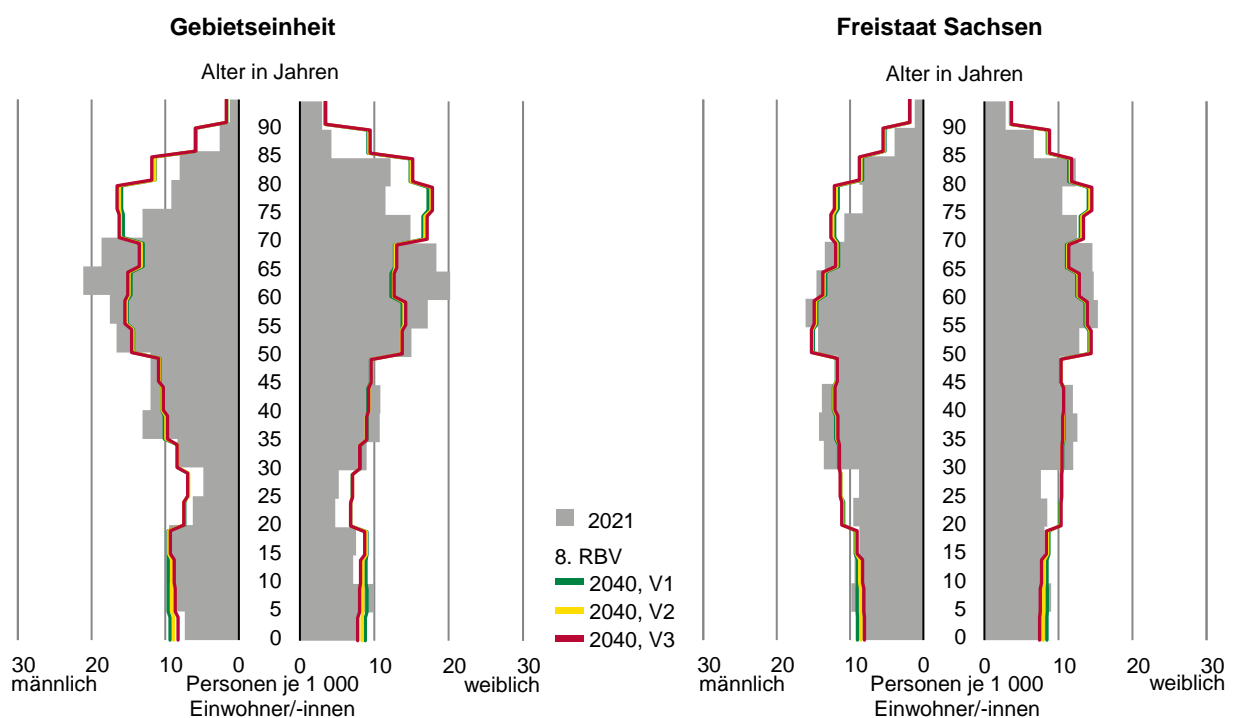 Gebietseinheit
Alter in Jahren
90
85
80
75
70
65
60
55
50
45
40
35
30
25
20
15
10
5
0
30 20 10 0 0 10 20 30
männlich Personen je 1 000 weiblich
Einwohner/-innen
2021
8. RBV
2040, V1
2040, V2
2040, V3
Freistaat Sachsen
Alter in Jahren
90
85
80
75
70
65
60
55
50
45
40
35
30
25
20
15
10
5
0
30 20 10 0 0 10 20 30
männlich Personen je 1 000 weiblich
Einwohner/-innen